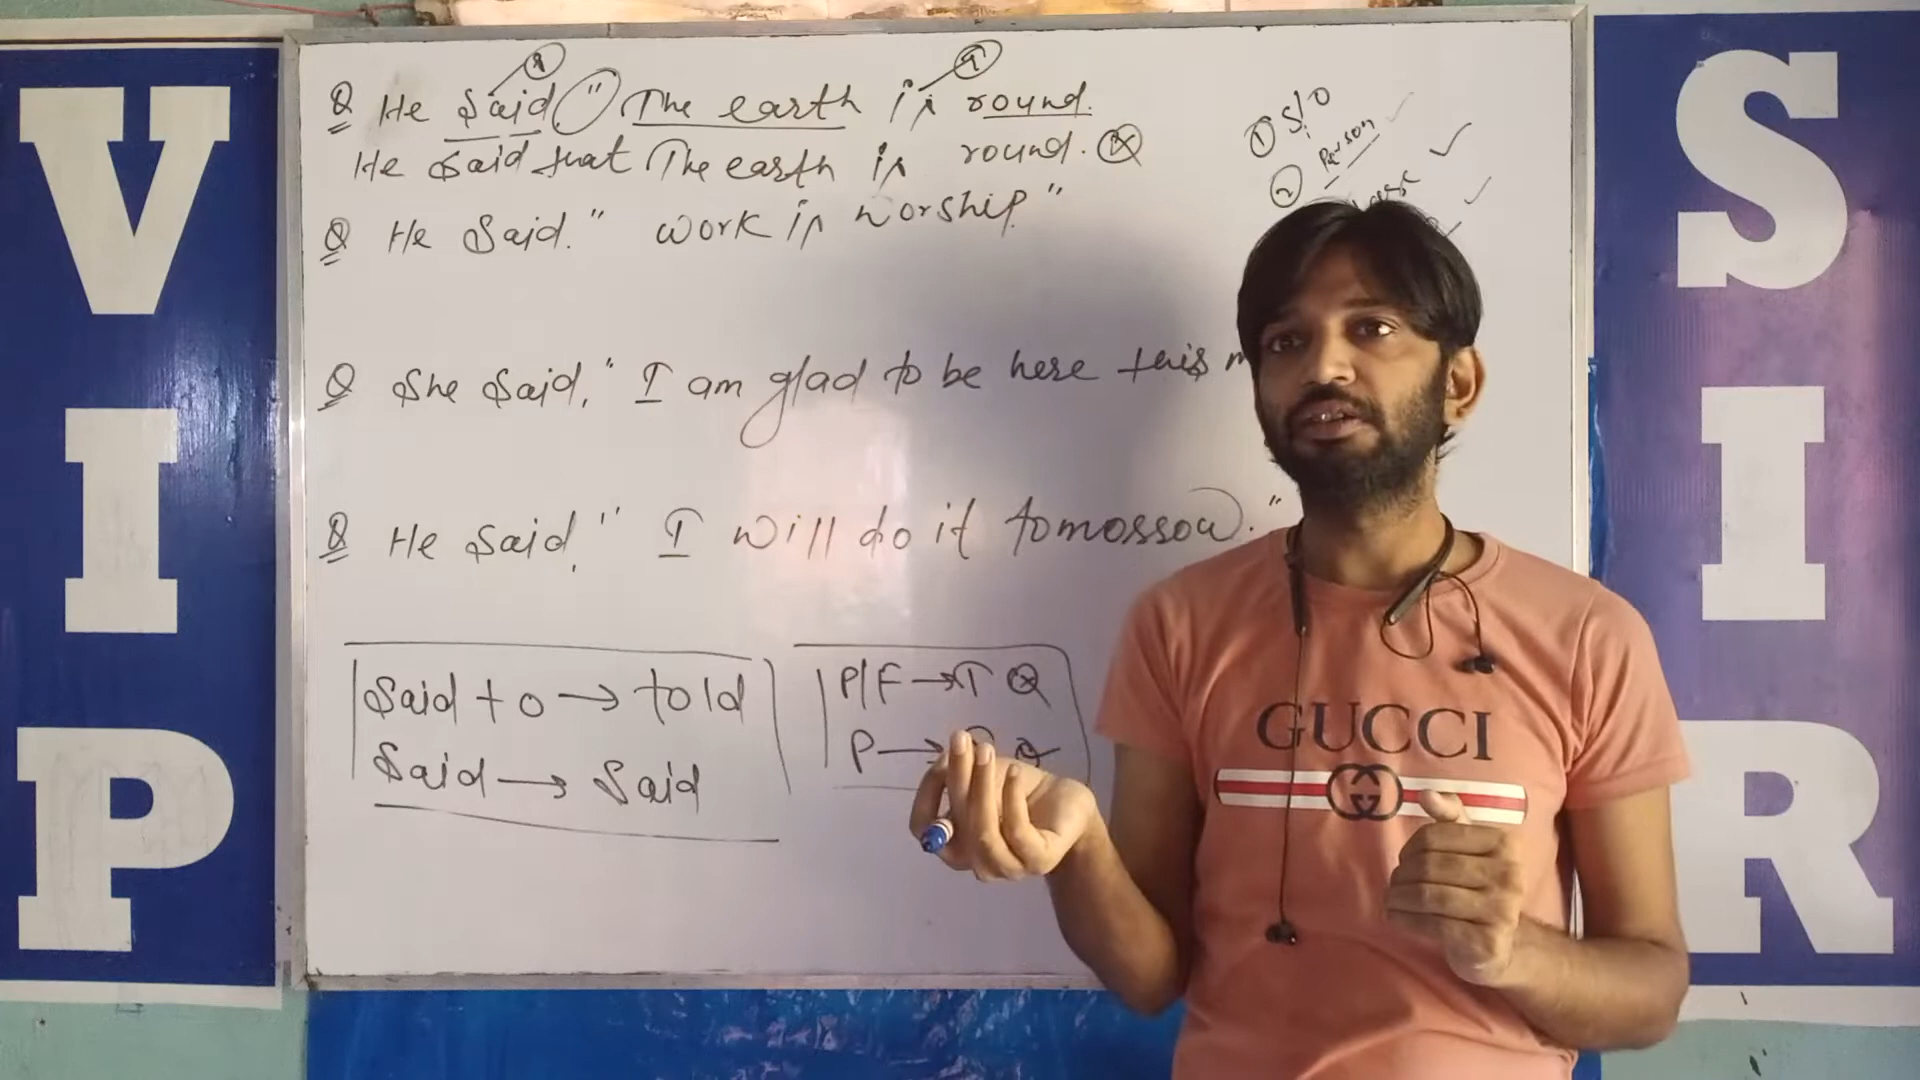 VIP
Q He Said " The earth is round.
He Said that The earth is round.
Q He Said." work is worship"
Q She Said, " I am glad to be here this
Q He Said, " I will do it tomorrow."
Said + o → told
Said → Said
P/F → T Q
P →
① S/O
② Person
GUCCI
SIR